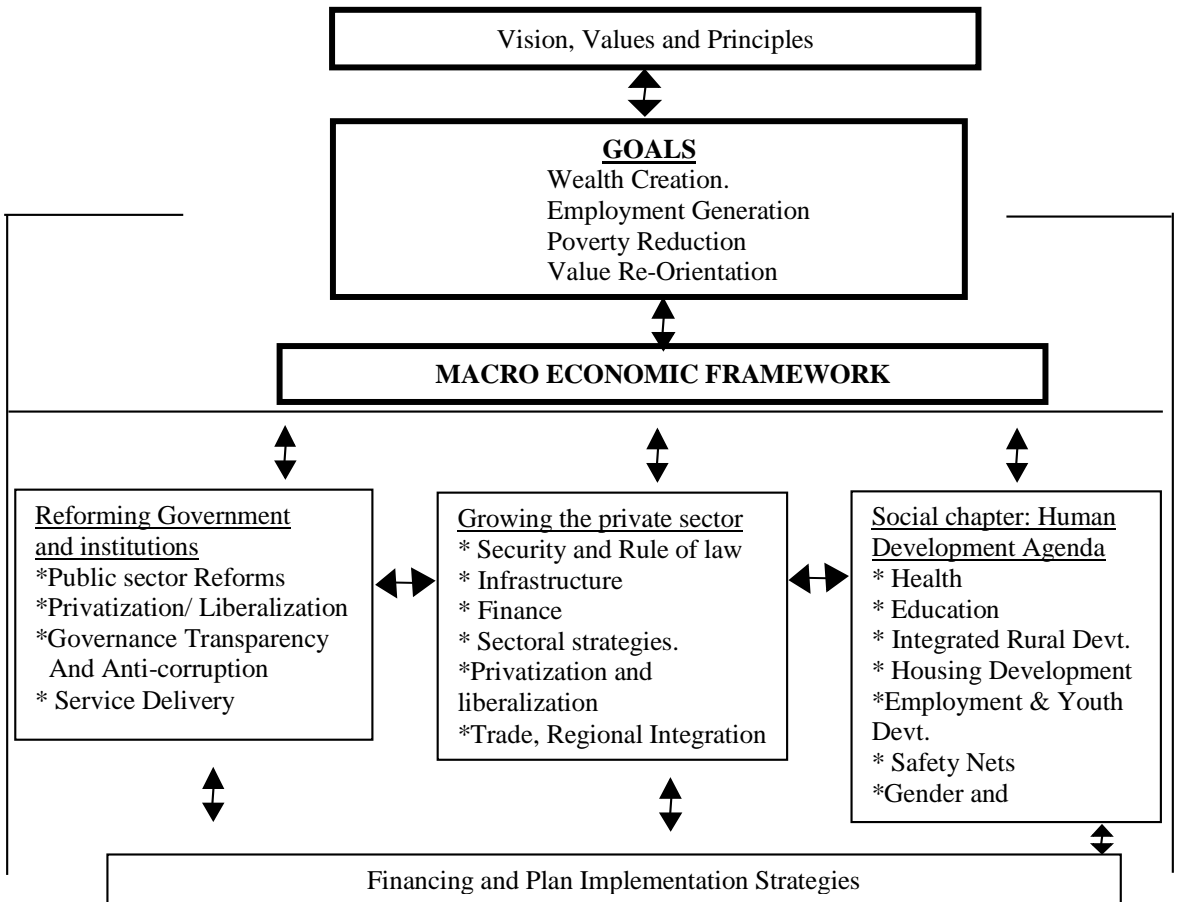 Vision, Values and Principles
GOALS
Wealth Creation.
Employment Generation
Poverty Reduction
Value Re-Orientation
MACRO ECONOMIC FRAMEWORK
Reforming Government
and institutions
*Public sector Reforms
*Privatization/ Liberalization
*Governance Transparency
And Anti-corruption
* Service Delivery
Growing the private sector
* Security and Rule of law
* Infrastructure
* Finance
* Sectoral strategies.
*Privatization and
liberalization
*Trade, Regional Integration
Social chapter: Human
Development Agenda
* Health
* Education
* Integrated Rural Devt.
* Housing Development
*Employment & Youth
Devt.
* Safety Nets
*Gender and
Financing and Plan Implementation Strategies